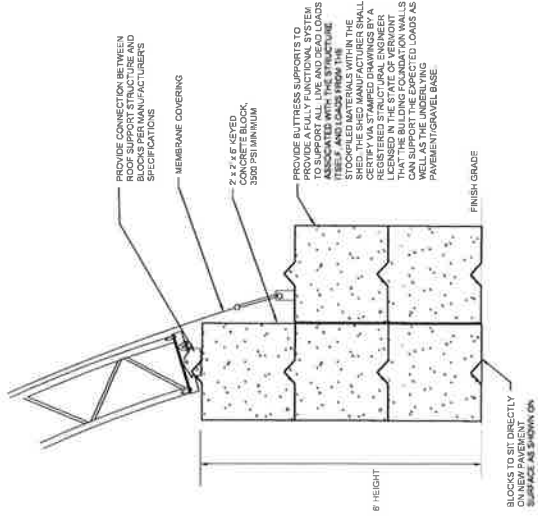 PROVIDE CONNECTION BETWEEN
ROOF SUPPORT STRUCTURE AND
BLOCKS PER MANUFACTURER'S
SPECIFICATIONS
MEMBRANE COVERING
2' x 2' x 6' KEYED
CONCRETE BLOCK,
3500 PSI MINIMUM
PROVIDE BUTTRESS SUPPORTS TO
PROVIDE A FULLY FUNCTIONAL SYSTEM
TO SUPPORT ALL LIVE AND DEAD LOADS
ASSOCIATED WITH THE STRUCTURE
ITSELF, AND LOADS FROM THE
STOCKPILED MATERIALS WITHIN THE
SHED. THE SHED MANUFACTURER SHALL
CERTIFY VIA STAMPED DRAWINGS BY A
REGISTERED STRUCTURAL ENGINEER
LICENSED IN THE STATE OF VERMONT
THAT THE BUILDING FOUNDATION WALLS
CAN SUPPORT THE EXPECTED LOADS AS
WELL AS THE UNDERLYING
PAVEMENT/GRAVEL BASE.
FINISH GRADE
6' HEIGHT
BLOCKS TO SIT DIRECTLY
ON NEW PAVEMENT
SURFACE AS SHOWN ON